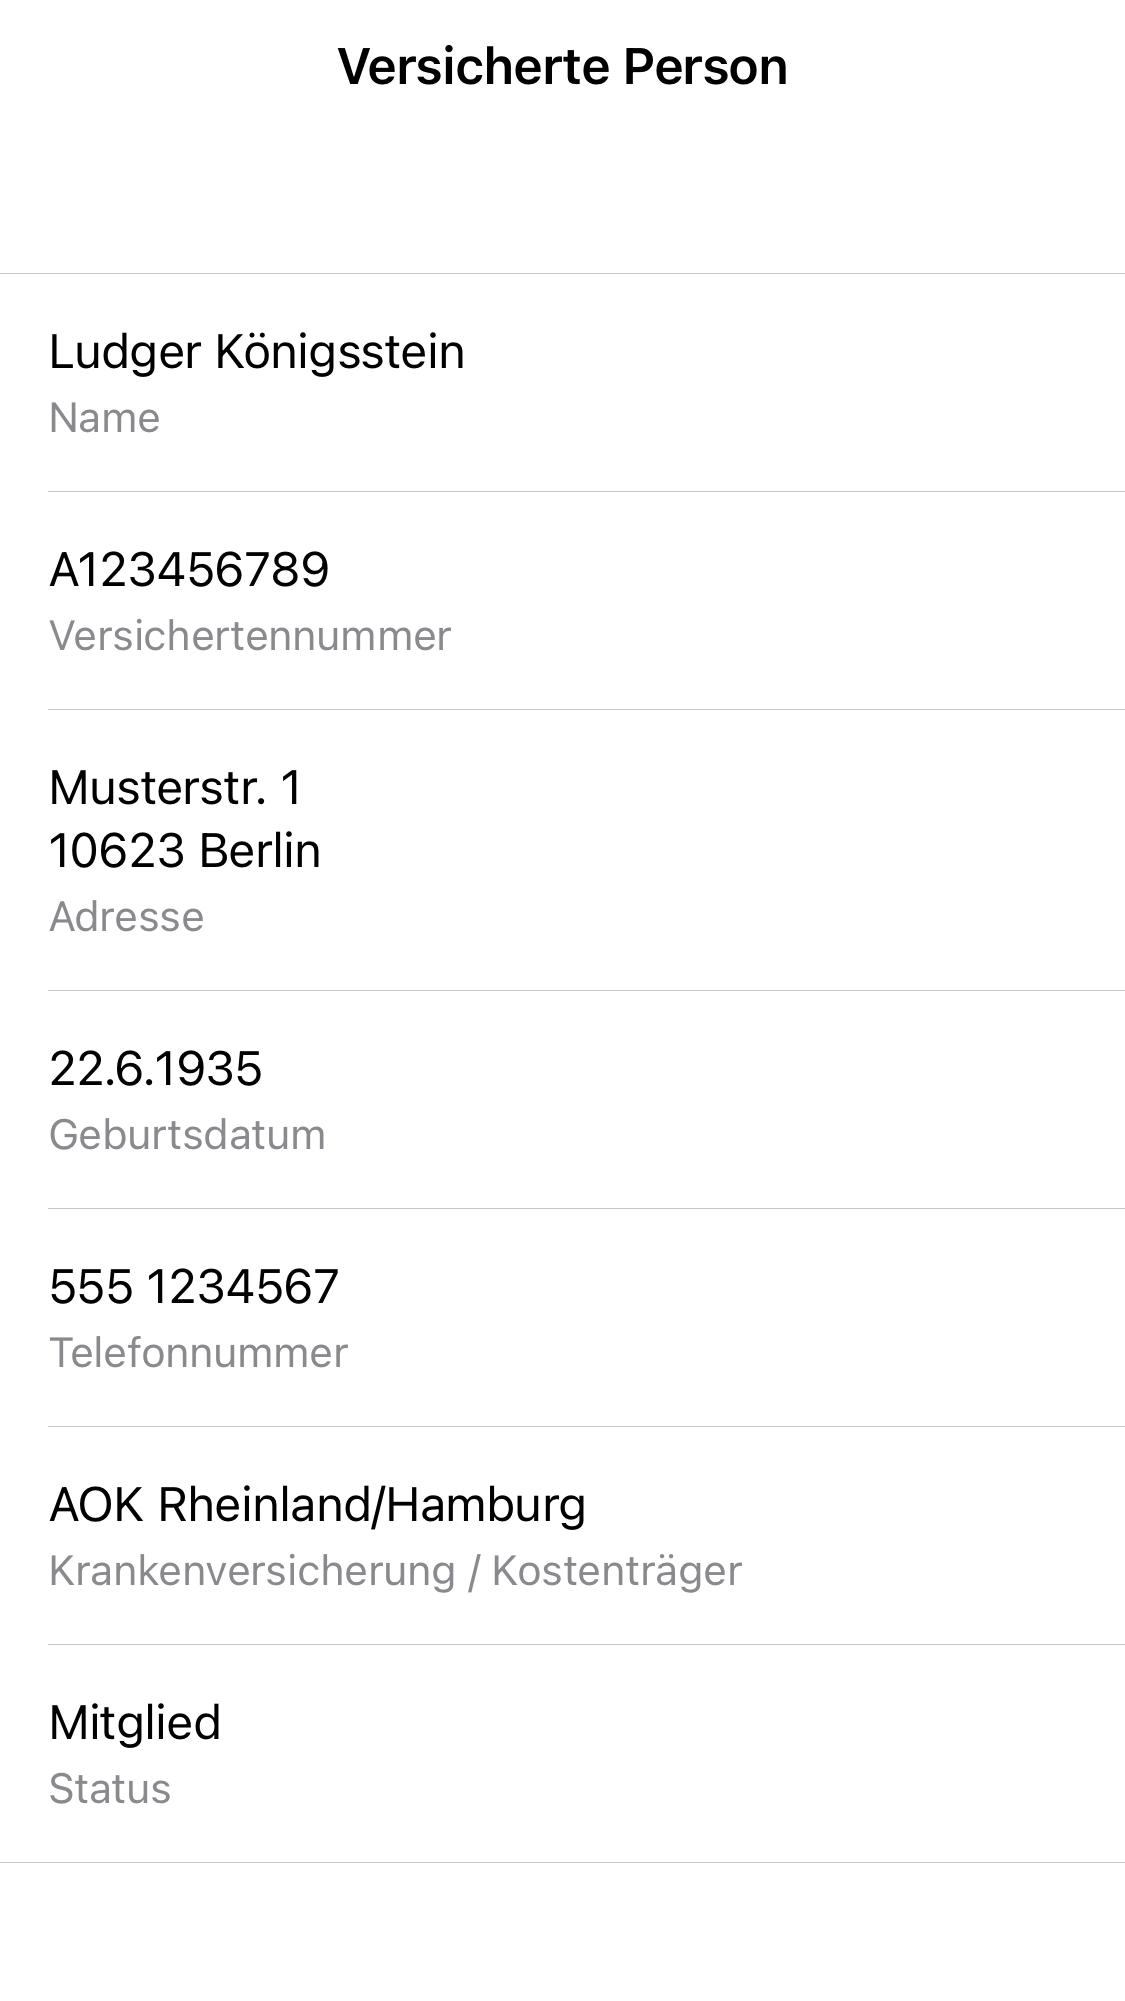 Versicherte Person
Ludger Königsstein
Name
A123456789
Versichertennummer
Musterstr. 1
10623 Berlin
Adresse
22.6.1935
Geburtsdatum
555 1234567
Telefonnummer
AOK Rheinland/Hamburg
Krankenversicherung / Kostenträger
Mitglied
Status